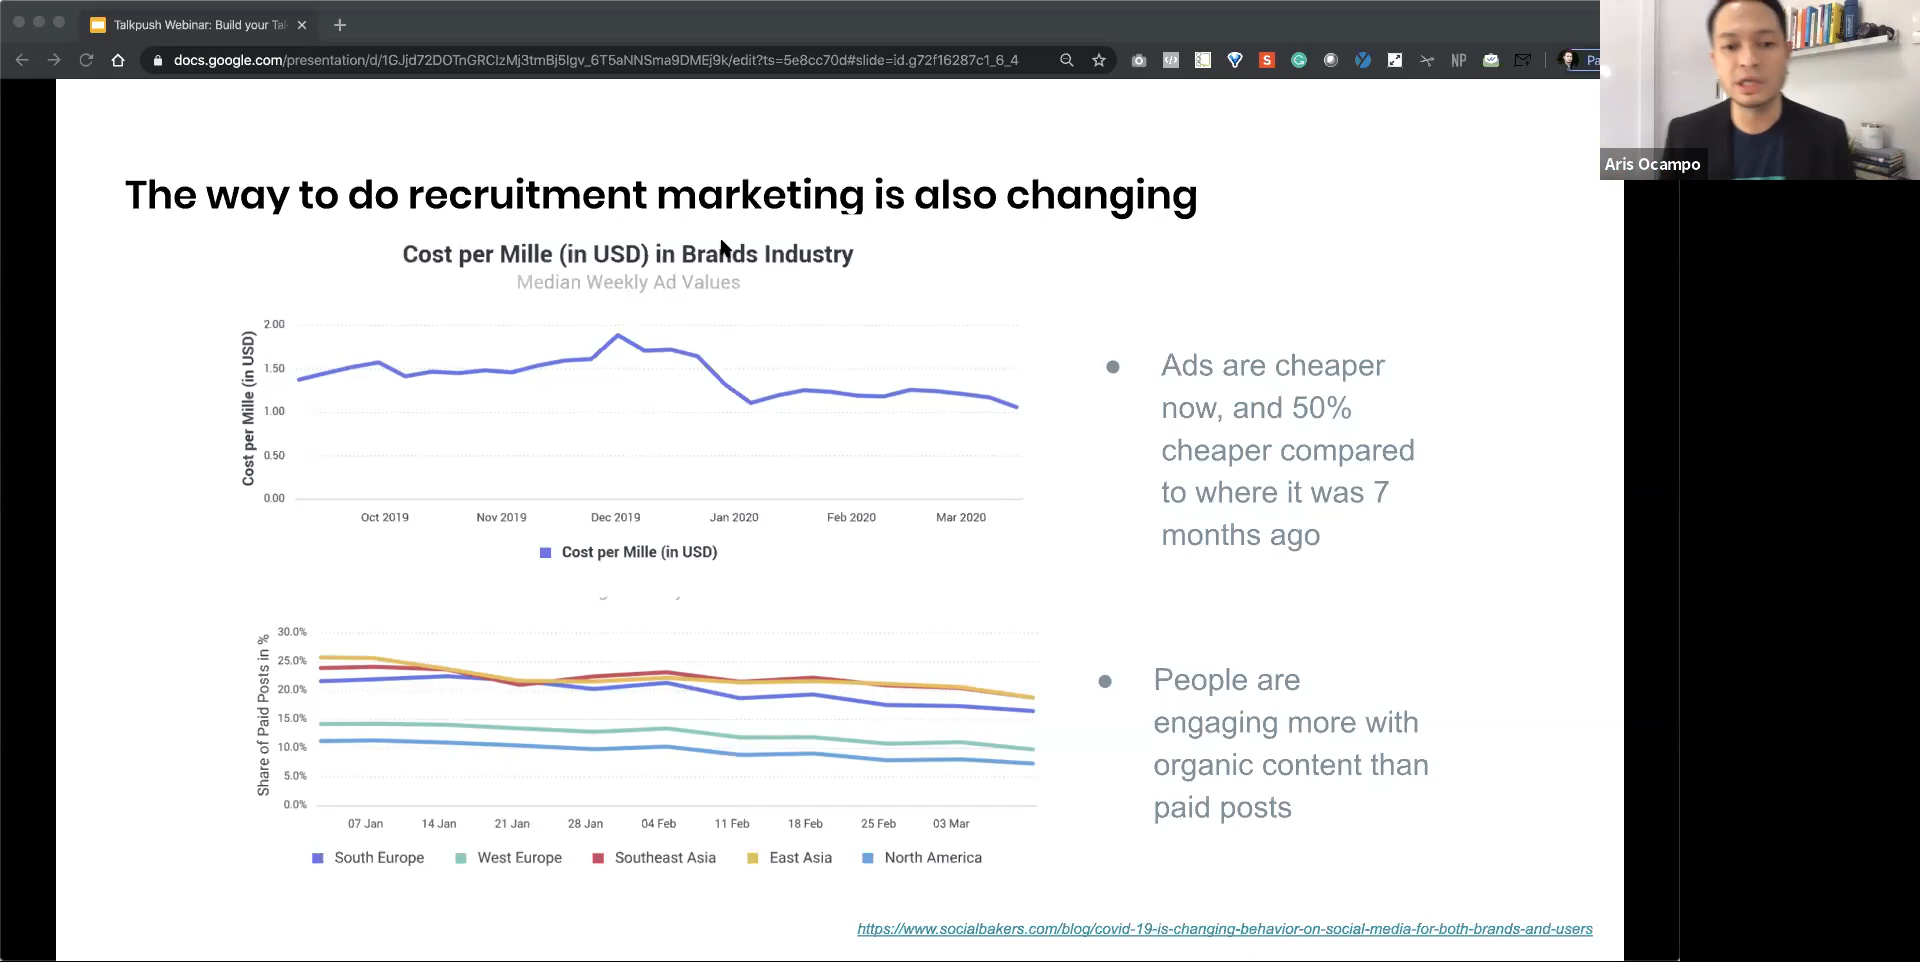 Talkpush Webinar: Build your Tal
docs.google.com/presentation/d/1GJjd72DOTnGRCIzMj3tmBj5Igv_6T5aNNSma9DMEj9k/edit?ts=5e8cc70d#slide=id.g72f16287c1_6_4
S
NP
Pa
Aris Ocampo
The way to do recruitment marketing is also changing
Cost per Mille (in USD) in Brands Industry
Median Weekly Ad Values
Cost per Mille (in USD)
2.00
1.50
1.00
0.50
0.00
Oct 2019 Nov 2019 Dec 2019 Jan 2020 Feb 2020 Mar 2020
Cost per Mille (in USD)
Ads are cheaper
now, and 50%
cheaper compared
to where it was 7
months ago
Share of Paid Posts in %
30.0%
25.0%
20.0%
15.0%
10.0%
5.0%
0.0%
07 Jan 14 Jan 21 Jan 28 Jan 04 Feb 11 Feb 18 Feb 25 Feb 03 Mar
South Europe West Europe Southeast Asia East Asia North America
People are
engaging more with
organic content than
paid posts
https://www.socialbakers.com/blog/covid-19-is-changing-behavior-on-social-media-for-both-brands-and-users